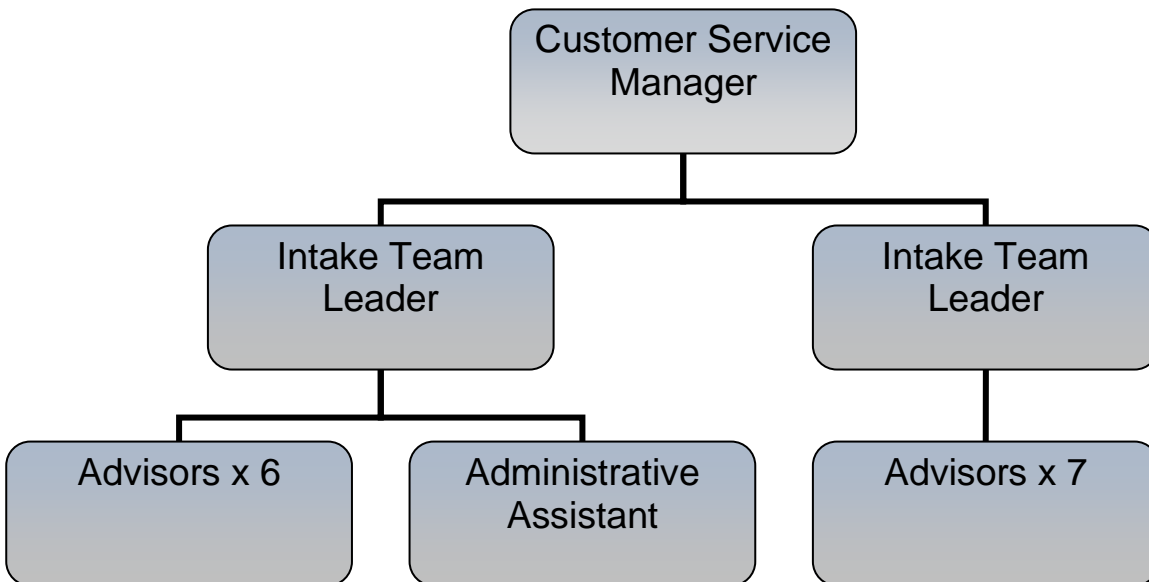 Customer Service
Manager
Intake Team
Leader
Intake Team
Leader
Advisors x 6
Administrative
Assistant
Advisors x 7